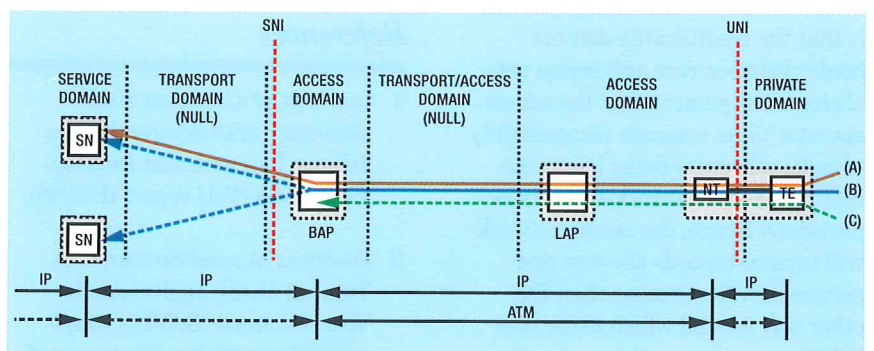 SNI
UNI
SERVICE
DOMAIN
TRANSPORT
DOMAIN
(NULL)
ACCESS
DOMAIN
TRANSPORT/ACCESS
DOMAIN
(NULL)
ACCESS
DOMAIN
PRIVATE
DOMAIN
SN
SN
BAP
LAP
NT
TE
(A)
(B)
(C)
IP
IP
IP
IP
ATM